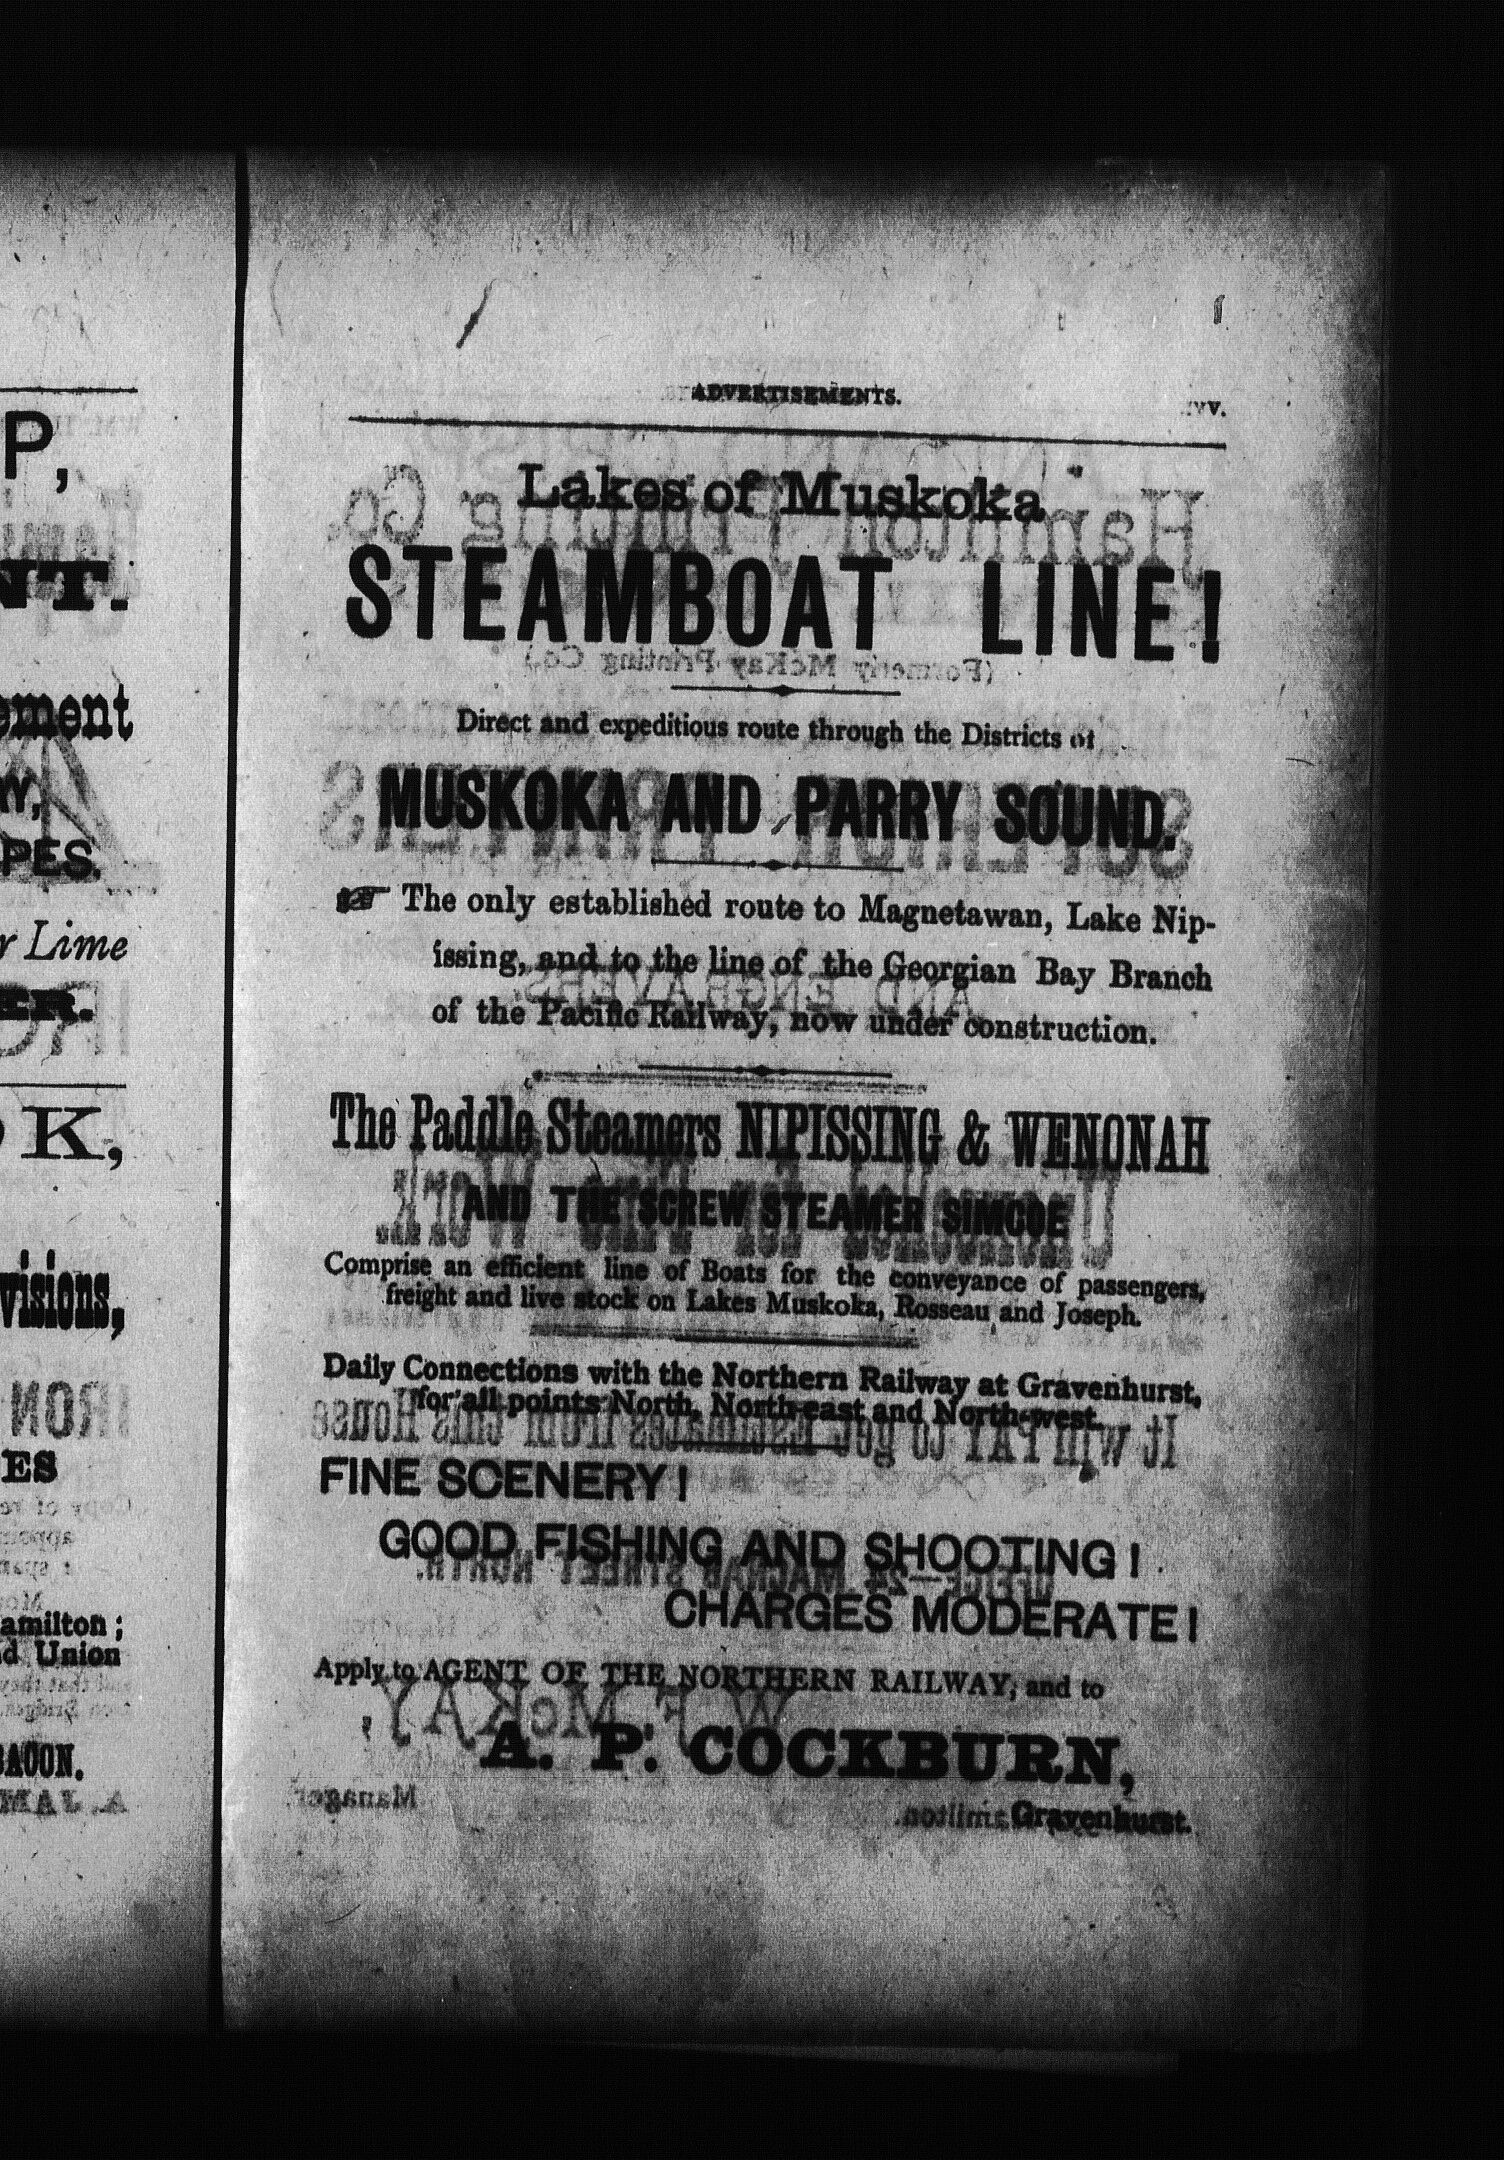 P,
NT.
ement
W,
PES.
r Lime
ER.
OK,
visions,
ES
amilton;
d Union
BACON.
ADVERTISEMENTS.
Lakes of Muskoka
STEAMBOAT LINE!
Direct and expeditious route through the Districts of
MUSKOKA AND PARRY SOUND.
☞ The only established route to Magnetawan, Lake Nip-
issing, and to the line of the Georgian Bay Branch
of the Pacific Railway, now under construction.
The Paddle Steamers NIPISSING & WENONAH
AND THE SCREW STEAMER SIMCOE
Comprise an efficient line of Boats for the conveyance of passengers,
freight and live stock on Lakes Muskoka, Rosseau and Joseph.
Daily Connections with the Northern Railway at Gravenhurst,
for all points North, North-east and North-west.
FINE SCENERY!
GOOD FISHING AND SHOOTING!
CHARGES MODERATE!
Apply to AGENT OF THE NORTHERN RAILWAY, and to
A. P. COCKBURN,
Gravenhurst.